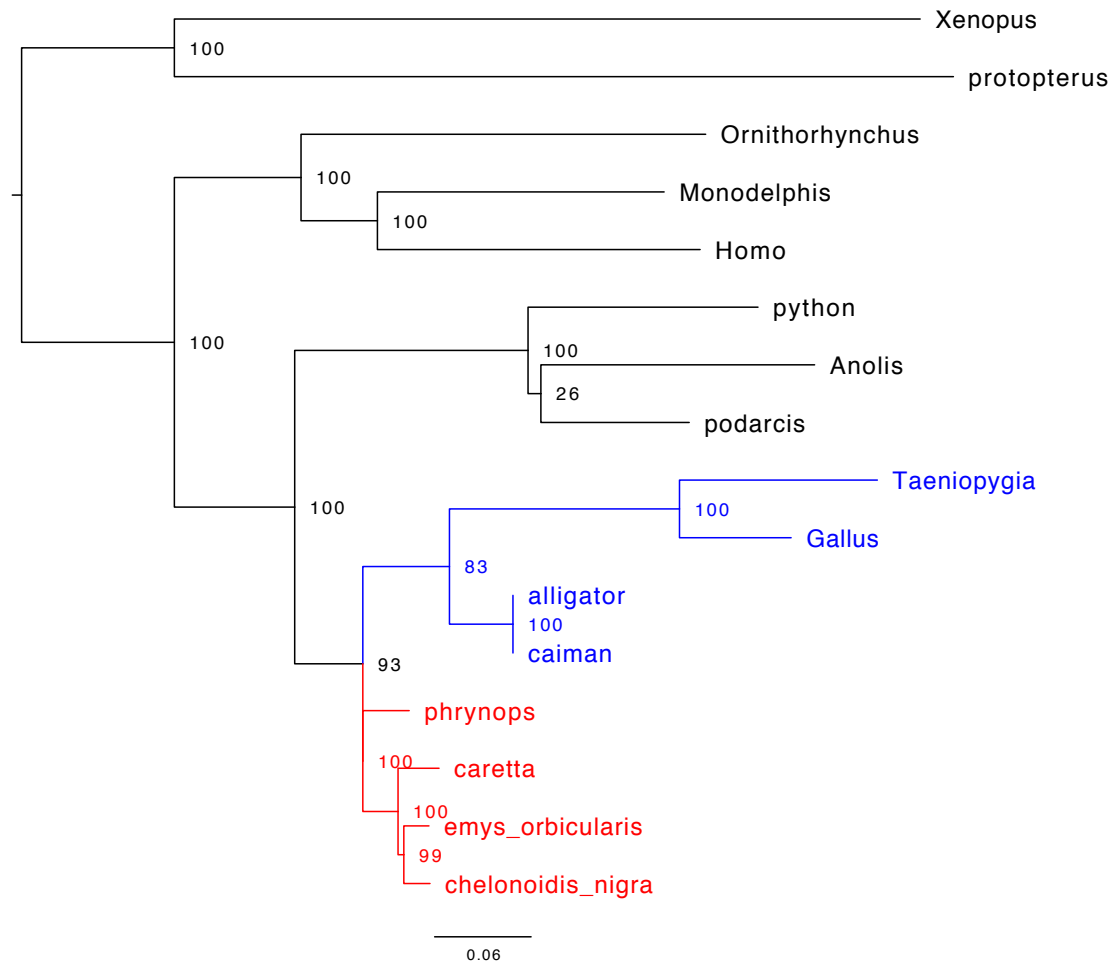 Xenopus
100
protopterus
Ornithorhynchus
100
Monodelphis
100
Homo
python
100
Anolis
26
podarcis
100
Taeniopygia
100
Gallus
100
83
alligator
100
caiman
93
phrynops
100
caretta
100
emys_orbicularis
99
chelonoidis_nigra
0.06